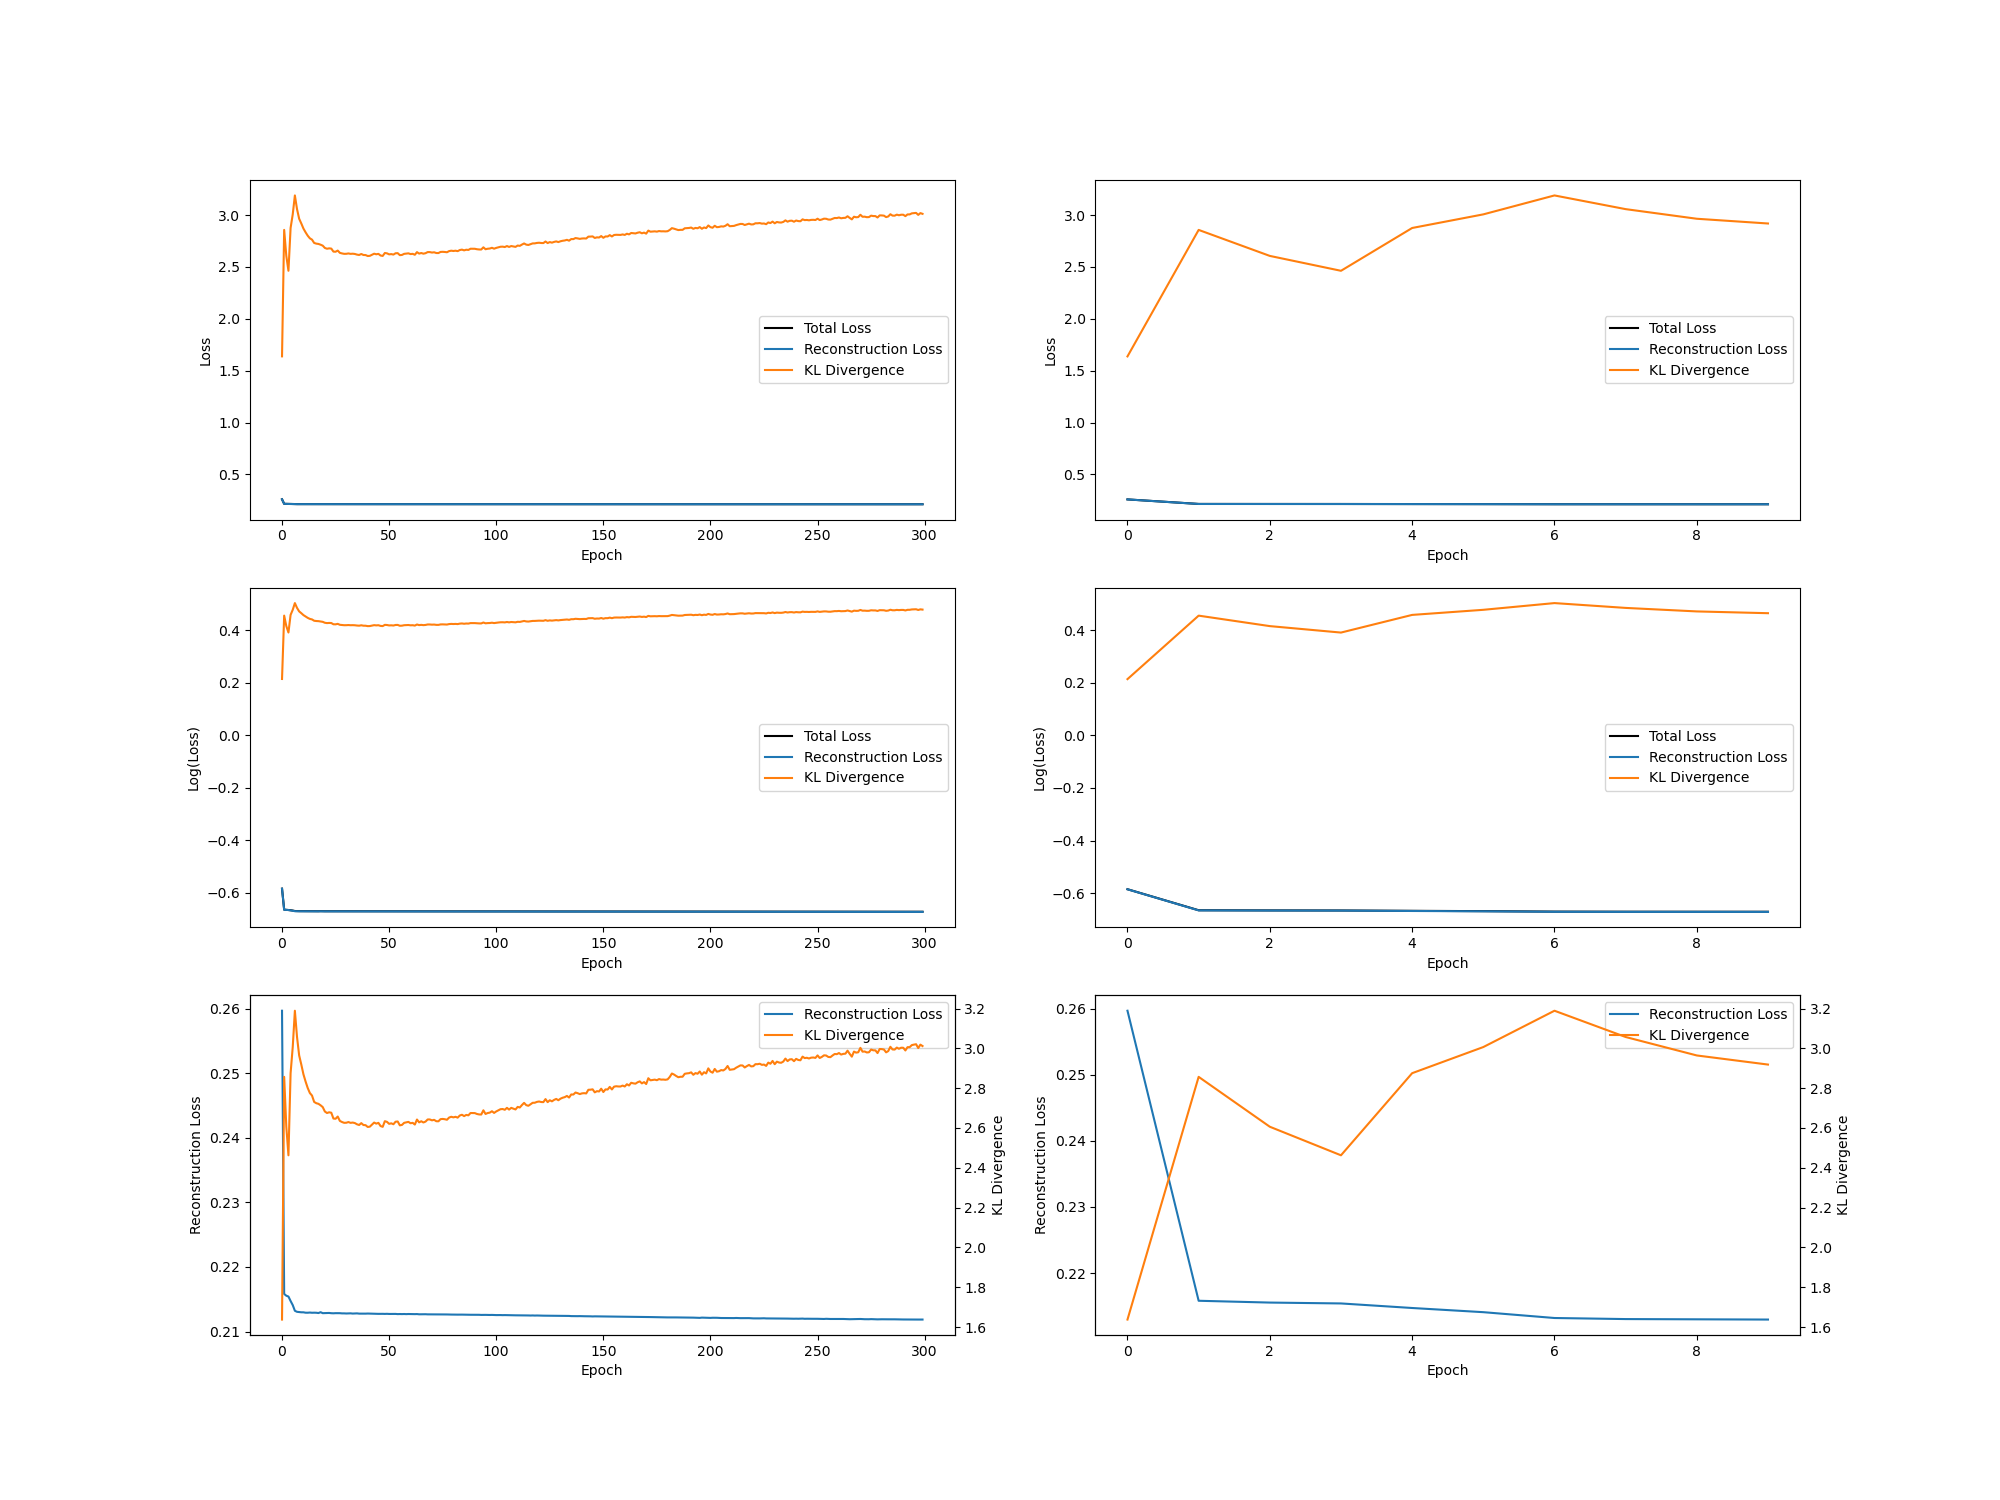 3.0
2.5
2.0
1.5
1.0
0.5
Loss
Total Loss
Reconstruction Loss
KL Divergence
0 50 100 150 200 250 300
Epoch
3.0
2.5
2.0
1.5
1.0
0.5
Loss
Total Loss
Reconstruction Loss
KL Divergence
0 2 4 6 8
Epoch
0.4
0.2
0.0
−0.2
−0.4
−0.6
Log(Loss)
Total Loss
Reconstruction Loss
KL Divergence
0 50 100 150 200 250 300
Epoch
0.4
0.2
0.0
−0.2
−0.4
−0.6
Log(Loss)
Total Loss
Reconstruction Loss
KL Divergence
0 2 4 6 8
Epoch
0.26
0.25
0.24
0.23
0.22
0.21
Reconstruction Loss
Reconstruction Loss
KL Divergence
3.2
3.0
2.8
2.6
2.4
2.2
2.0
1.8
1.6
KL Divergence
0 50 100 150 200 250 300
Epoch
0.26
0.25
0.24
0.23
0.22
Reconstruction Loss
Reconstruction Loss
KL Divergence
3.2
3.0
2.8
2.6
2.4
2.2
2.0
1.8
1.6
KL Divergence
0 2 4 6 8
Epoch